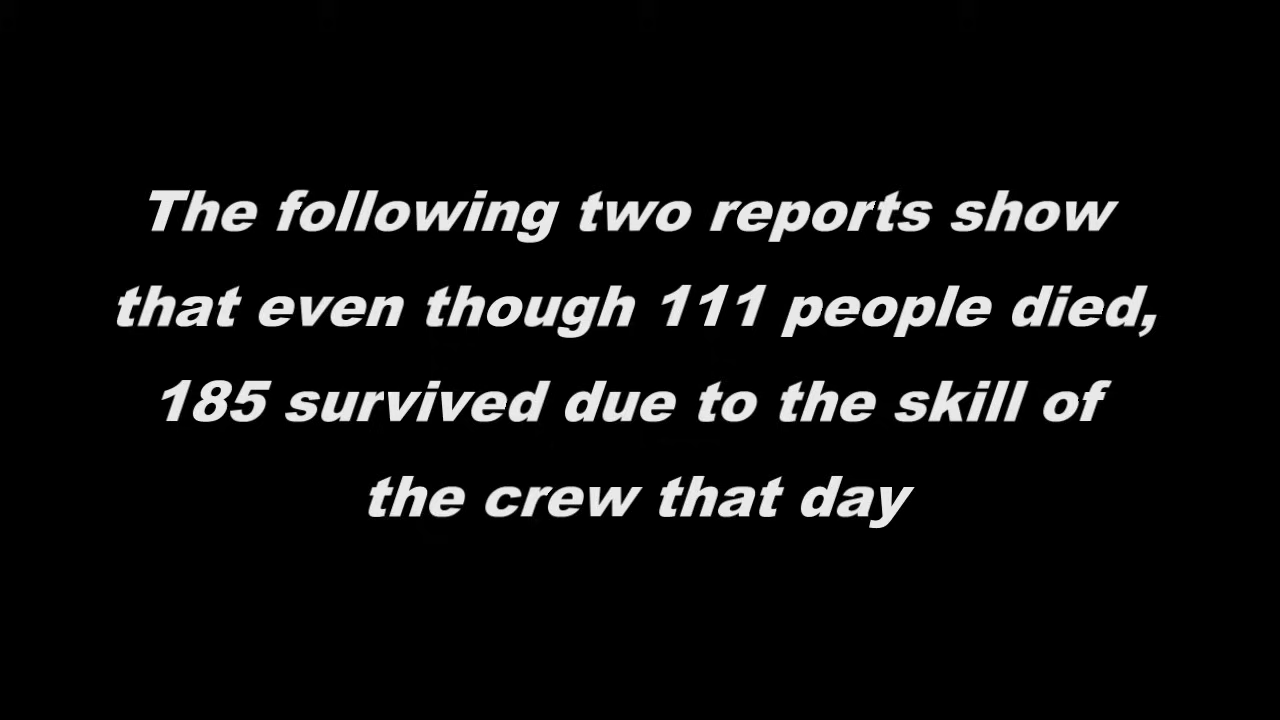 The following two reports show
that even though 111 people died,
185 survived due to the skill of
the crew that day